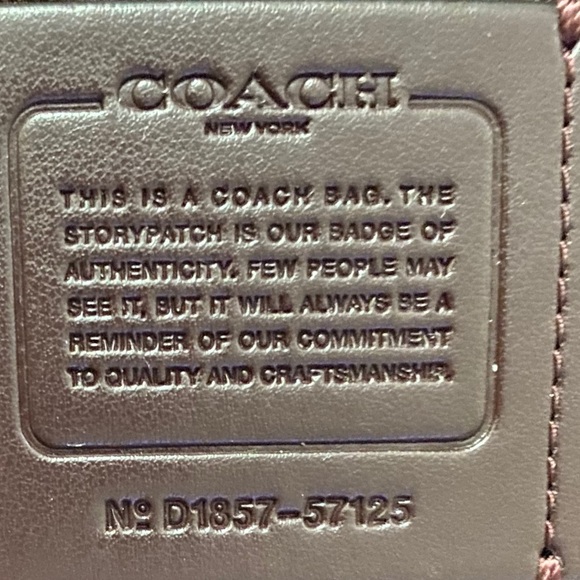 COACH
NEW YORK
THIS IS A COACH BAG. THE
STORYPATCH IS OUR BADGE OF
AUTHENTICITY. FEW PEOPLE MAY
SEE IT, BUT IT WILL ALWAYS BE A
REMINDER OF OUR COMMITMENT
TO QUALITY AND CRAFTSMANSHIP.
Nº D1857-57125